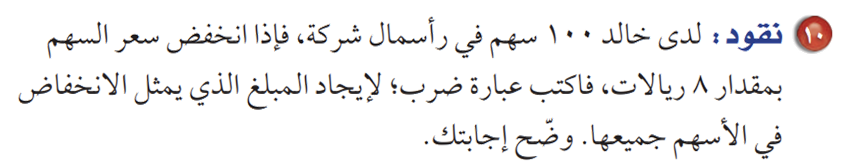 ١٠ نقود: لدى خالد ١٠٠ سهم في رأسمال شركة، فإذا انخفض سعر السهم
بمقدار ٨ ريالات، فاكتب عبارة ضرب؛ لإيجاد المبلغ الذي يمثل الانخفاض
في الأسهم جميعها. وضّح إجابتك.